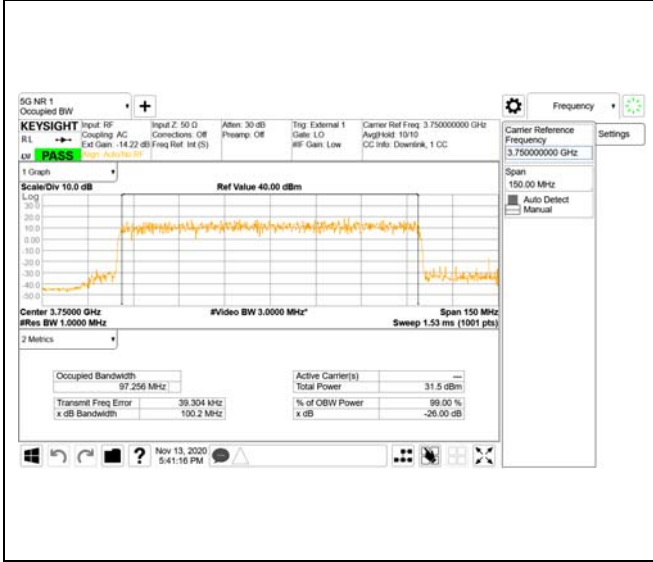 5G NR 1
Occupied BW
Frequency
KEYSIGHT
R L
PASS
Input: RF
Coupling: AC
Ext Gain: -14.22 dB
Align: Auto/No RF
Input Z: 50 Ω
Corrections: Off
Freq Ref: Int (S)
Atten: 30 dB
Preamp: Off
Trig: External 1
Gate: LO
#IF Gain: Low
Carrier Ref Freq: 3.750000000 GHz
Avg|Hold: 10/10
CC Info: Downlink, 1 CC
Carrier Reference
Frequency
3.750000000 GHz
Settings
Span
150.00 MHz
Auto Detect
Manual
1 Graph
Scale/Div 10.0 dB
Ref Value 40.00 dBm
Log
30.0
20.0
10.0
0.00
-10.0
-20.0
-30.0
-40.0
-50.0
Center 3.75000 GHz
#Video BW 3.0000 MHz*
Span 150 MHz
#Res BW 1.0000 MHz
Sweep 1.53 ms (1001 pts)
2 Metrics
Occupied Bandwidth
97.256 MHz
Transmit Freq Error 39.304 kHz
x dB Bandwidth 100.2 MHz
Active Carrier(s) ---
Total Power 31.5 dBm
% of OBW Power 99.00 %
x dB -26.00 dB
?
Nov 13, 2020
5:41:16 PM